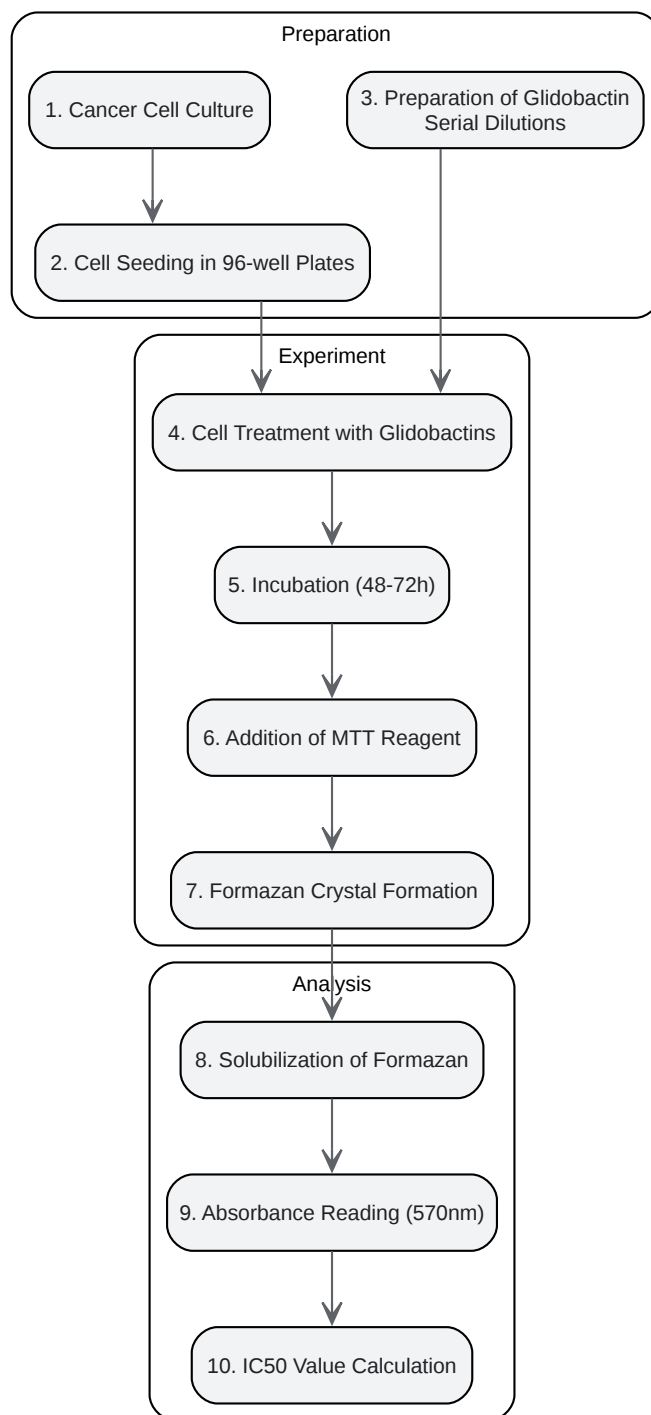 Preparation
1. Cancer Cell Culture
3. Preparation of Glidobactin
Serial Dilutions
2. Cell Seeding in 96-well Plates
Experiment
4. Cell Treatment with Glidobactins
5. Incubation (48-72h)
6. Addition of MTT Reagent
7. Formazan Crystal Formation
Analysis
8. Solubilization of Formazan
9. Absorbance Reading (570nm)
10. IC50 Value Calculation